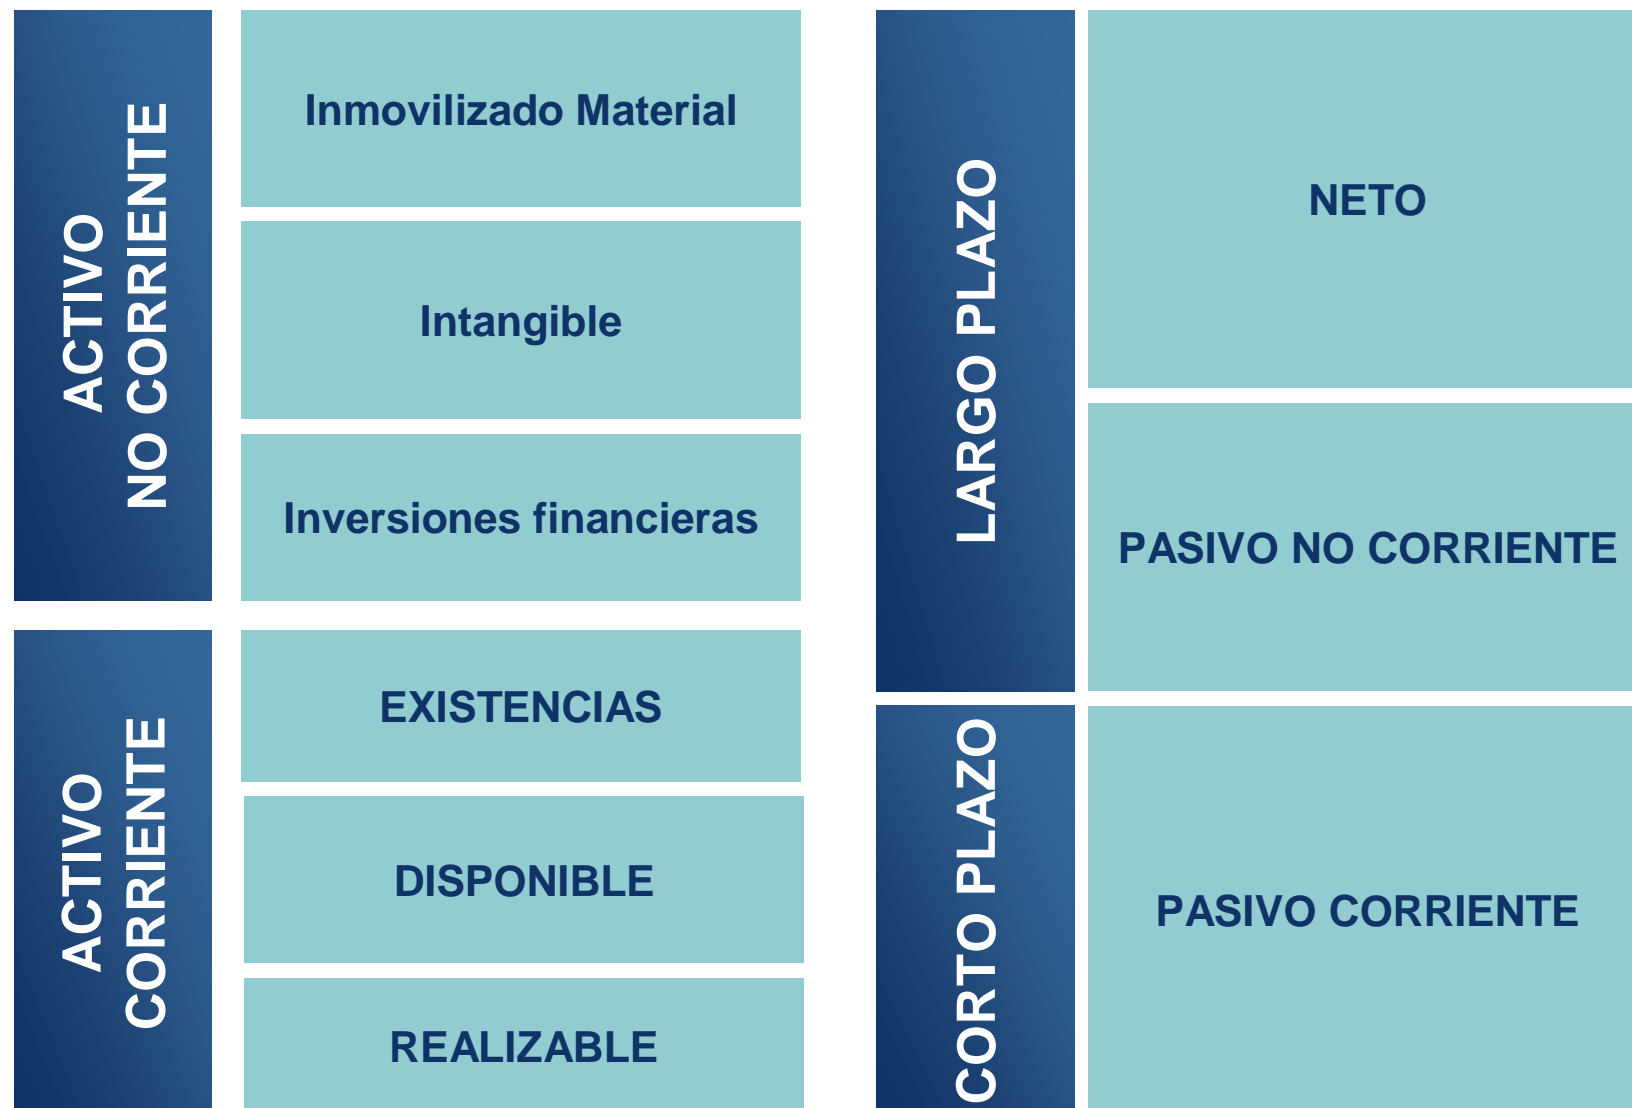 ACTIVO
NO CORRIENTE
Inmovilizado Material
Intangible
Inversiones financieras
ACTIVO
CORRIENTE
EXISTENCIAS
DISPONIBLE
REALIZABLE
LARGO PLAZO
NETO
PASIVO NO CORRIENTE
CORTO PLAZO
PASIVO CORRIENTE